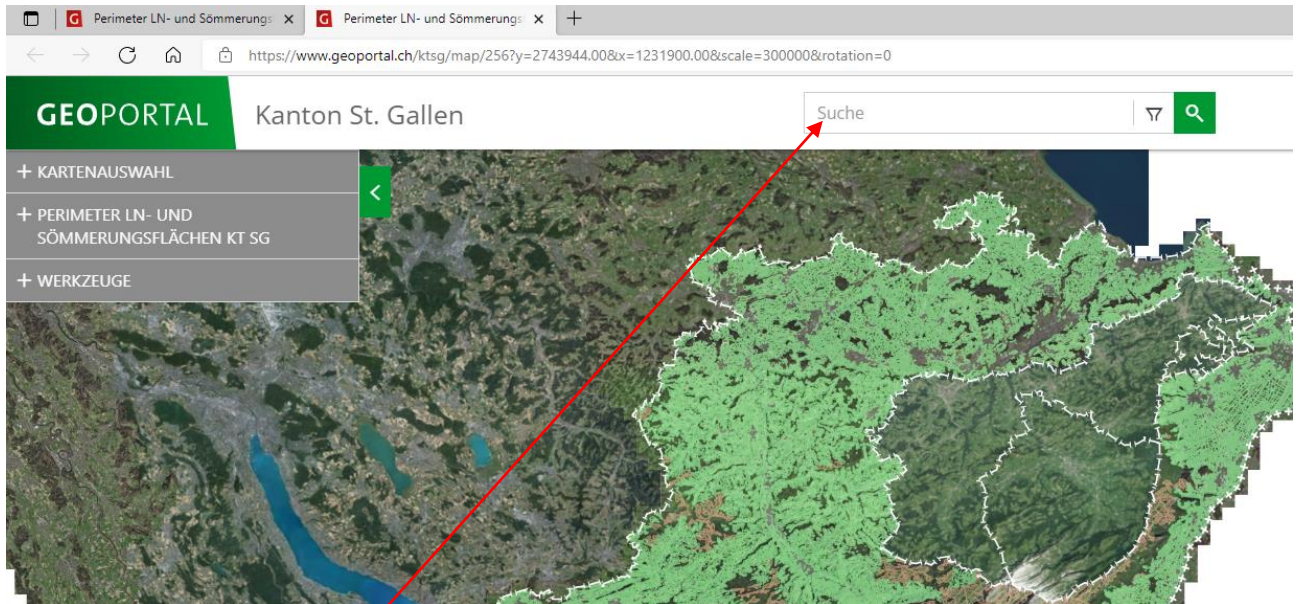 Perimeter LN- und Sömmerungs
Perimeter LN- und Sömmerungs
https://www.geoportal.ch/ktsg/map/256?y=2743944.00&x=1231900.00&scale=300000&rotation=0
GEOPORTAL
Kanton St. Gallen
Suche
+ KARTENAUSWAHL
+ PERIMETER LN- UND
SÖMMERUNGSFLÄCHEN KT SG
+ WERKZEUGE